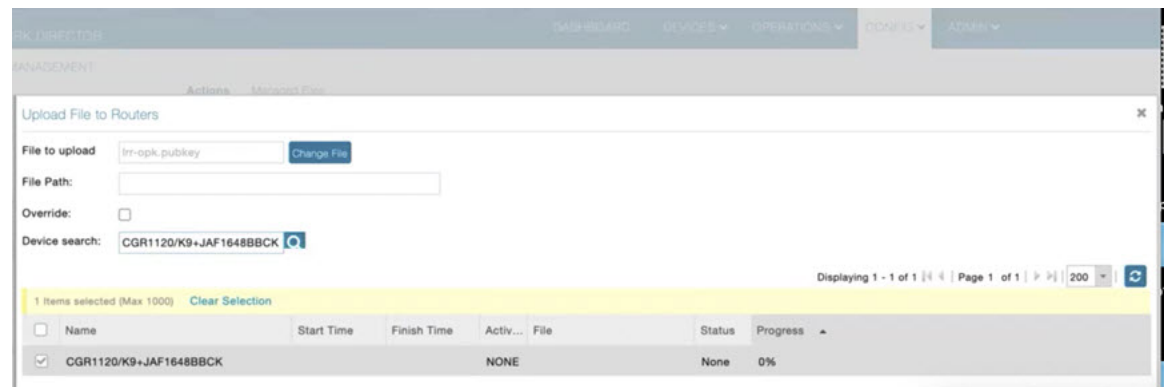 RK DIRECTOR
DASHBOARD DEVICES OPERATIONS CONFIG ADMIN
MANAGEMENT
Actions Managed Files
Upload File to Routers
File to upload lrr-opk.pubkey Change File
File Path:
Override:
Device search: CGR1120/K9+JAF1648BBCK
Displaying 1 - 1 of 1 | Page 1 of 1 | 200
1 Items selected (Max 1000) Clear Selection
Name Start Time Finish Time Activ... File Status Progress
CGR1120/K9+JAF1648BBCK NONE None 0%